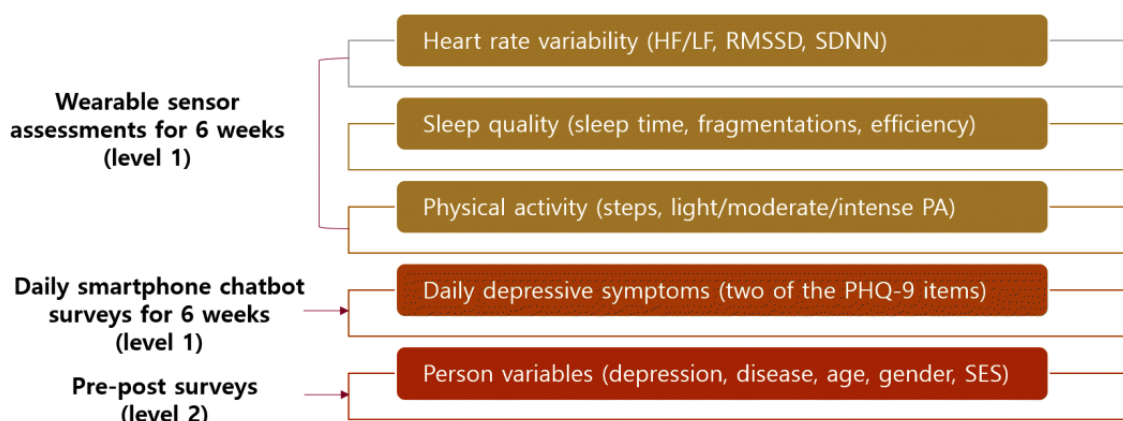 Heart rate variability (HF/LF, RMSSD, SDNN)
Wearable sensor
assessments for 6 weeks
(level 1)
Sleep quality (sleep time, fragmentations, efficiency)
Physical activity (steps, light/moderate/intense PA)
Daily smartphone chatbot
surveys for 6 weeks
(level 1)
Daily depressive symptoms (two of the PHQ-9 items)
Pre-post surveys
(level 2)
Person variables (depression, disease, age, gender, SES)